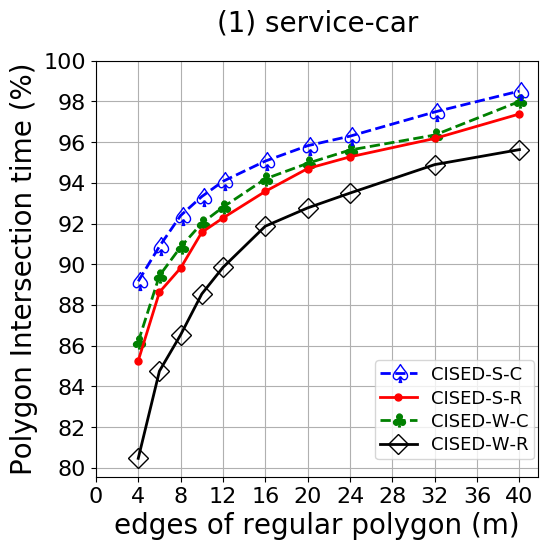 (1) service-car
Polygon Intersection time (%)
100
98
96
94
92
90
88
86
84
82
80
0 4 8 12 16 20 24 28 32 36 40
edges of regular polygon (m)
CISED-S-C
CISED-S-R
CISED-W-C
CISED-W-R